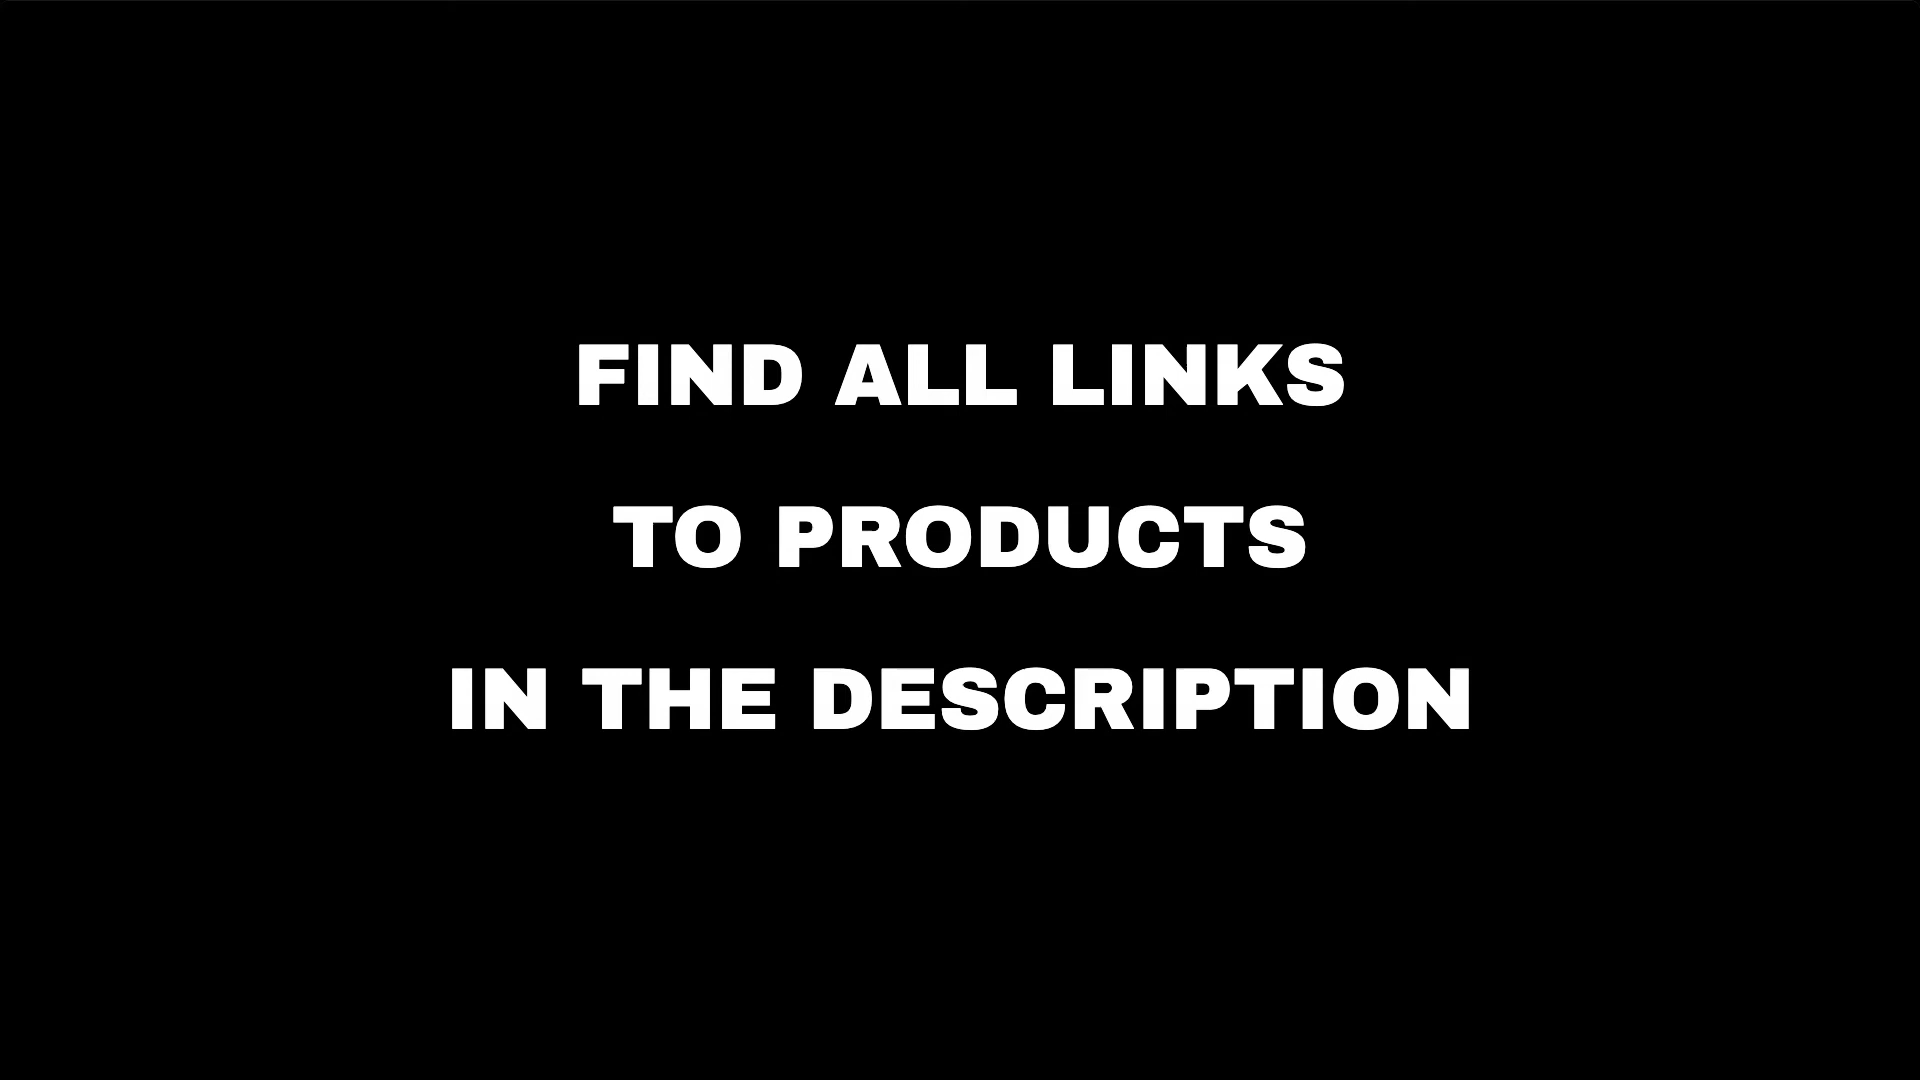 FIND ALL LINKS
TO PRODUCTS
IN THE DESCRIPTION